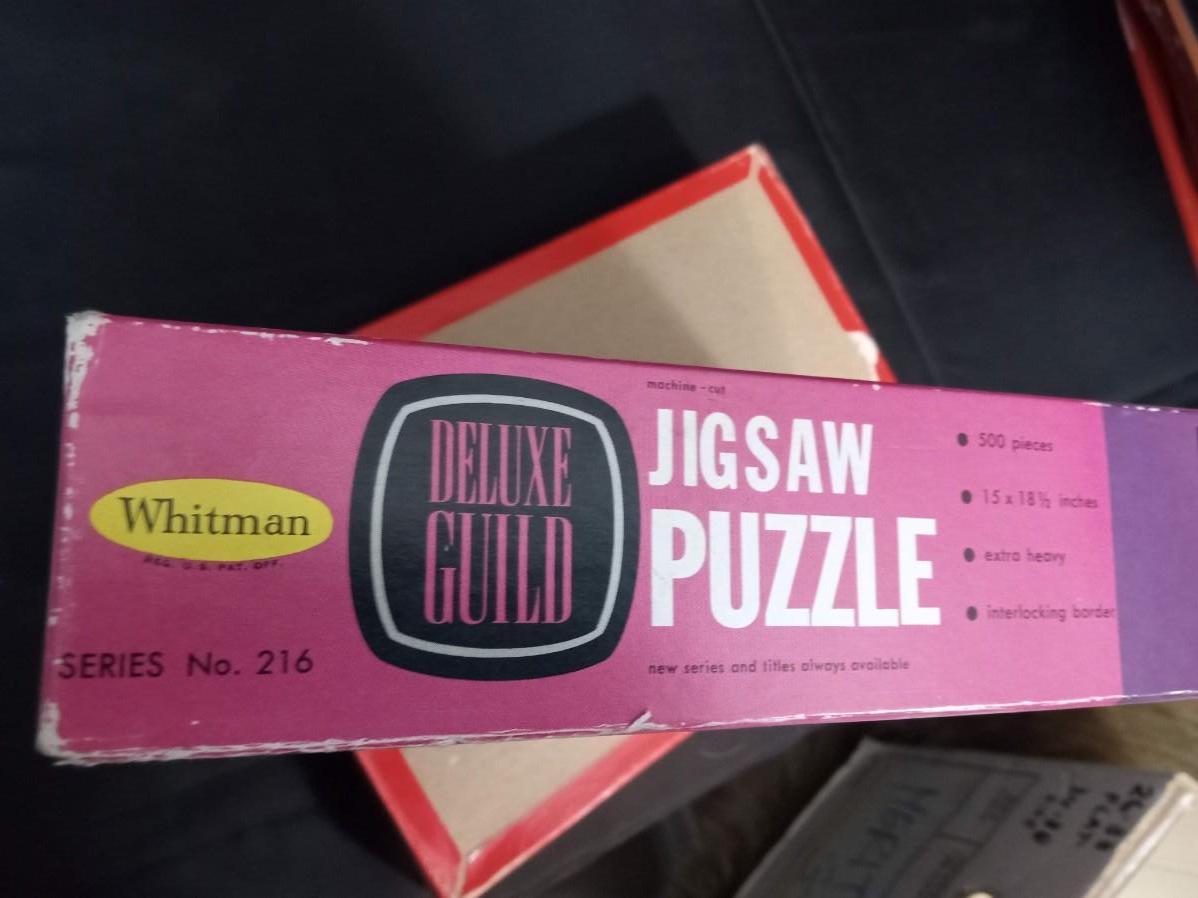 Whitman
REG. U.S. PAT. OFF.
SERIES No. 216
DELUXE
GUILD
machine-cut
JIGSAW
PUZZLE
new series and titles always available
● 500 pieces
● 15 x 18½ inches
● extra heavy
● interlocking border